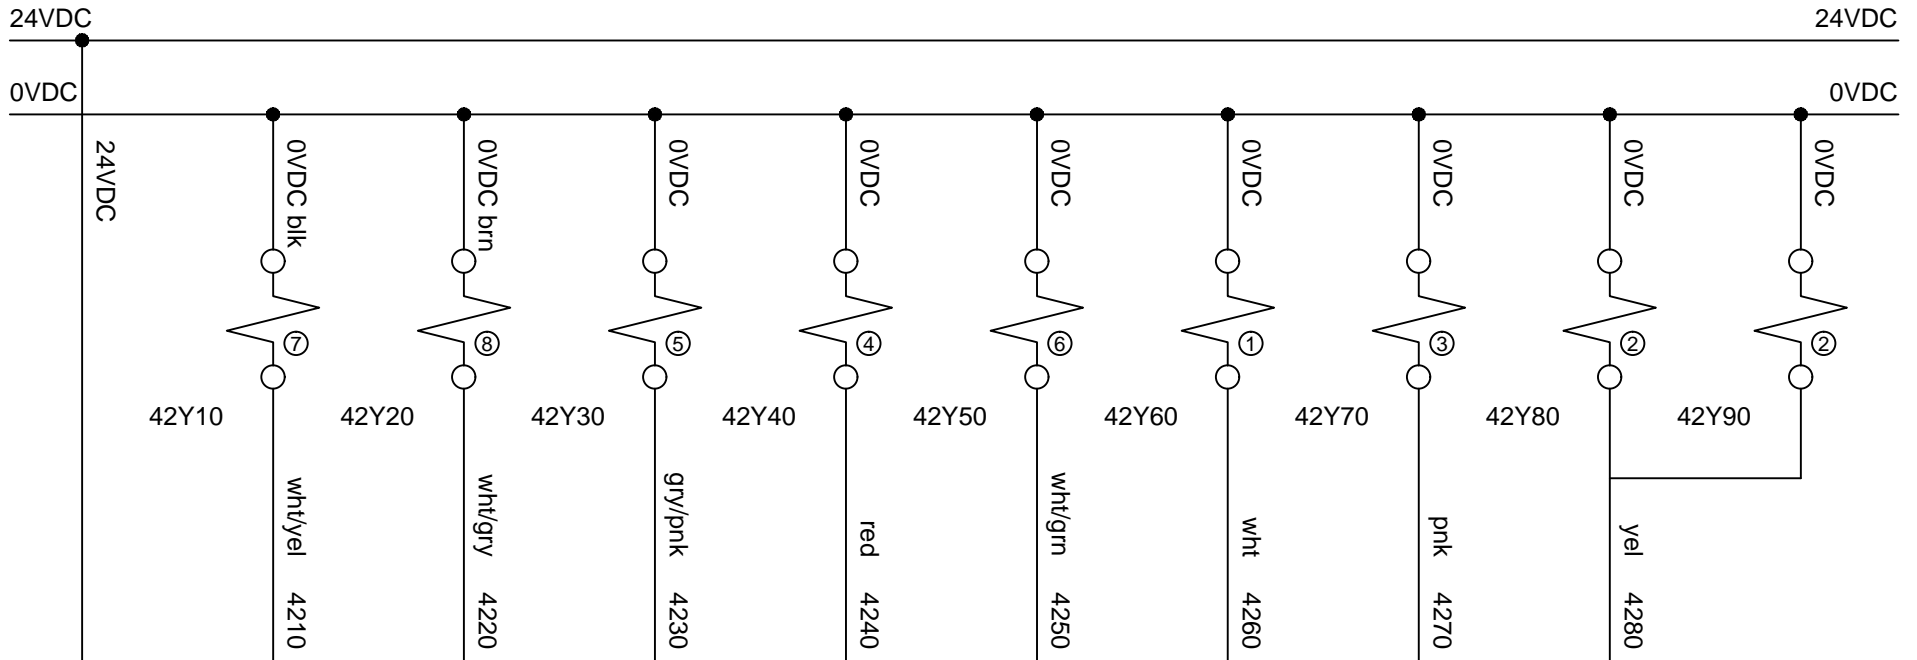 24VDC
24VDC
0VDC
0VDC
24VDC
0VDC blk
0VDC brn
0VDC
0VDC
0VDC
0VDC
0VDC
0VDC
0VDC
7
8
5
4
6
1
3
2
2
42Y10
42Y20
42Y30
42Y40
42Y50
42Y60
42Y70
42Y80
42Y90
wht/yel 4210
wht/gry 4220
gry/pnk 4230
red 4240
wht/grn 4250
wht 4260
pnk 4270
yel 4280